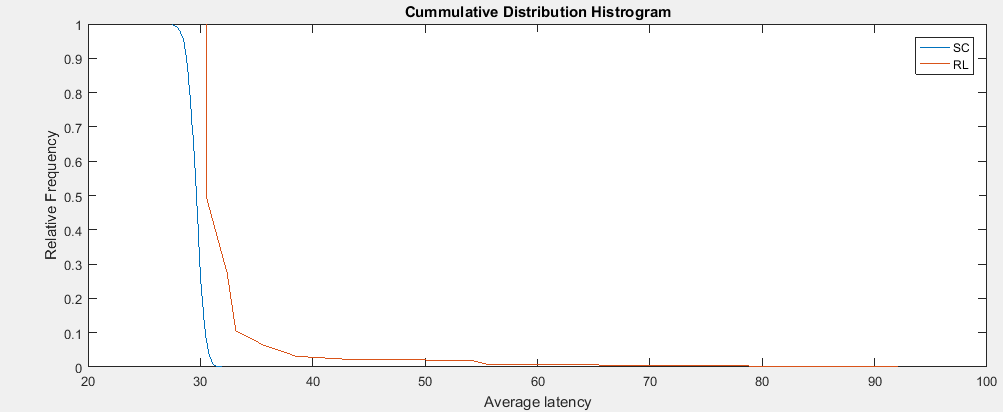 Cummulative Distribution Histrogram
SC
RL
Relative Frequency
1
0.9
0.8
0.7
0.6
0.5
0.4
0.3
0.2
0.1
0
20 30 40 50 60 70 80 90 100
Average latency